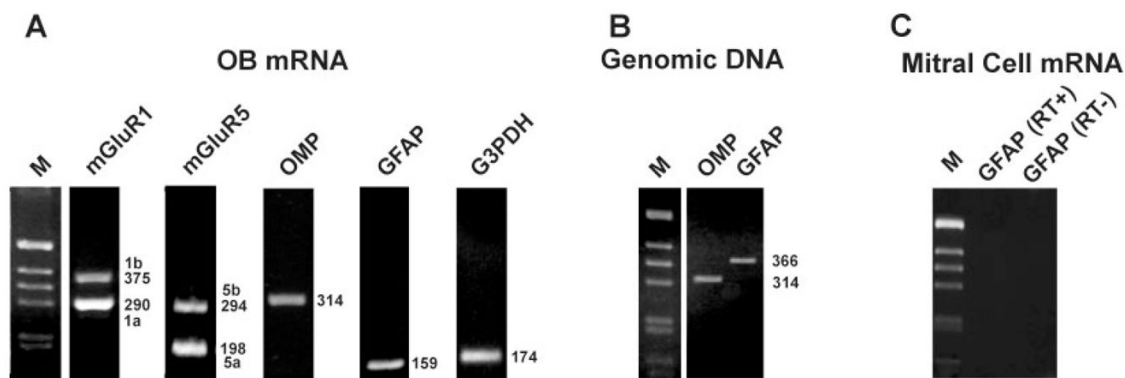 A
OB mRNA
M
mGluR1
mGluR5
OMP
GFAP
G3PDH
1b
375
290
1a
5b
294
198
5a
314
159
174
B
Genomic DNA
M
OMP
GFAP
366
314
C
Mitral Cell mRNA
M
GFAP (RT+)
GFAP (RT-)